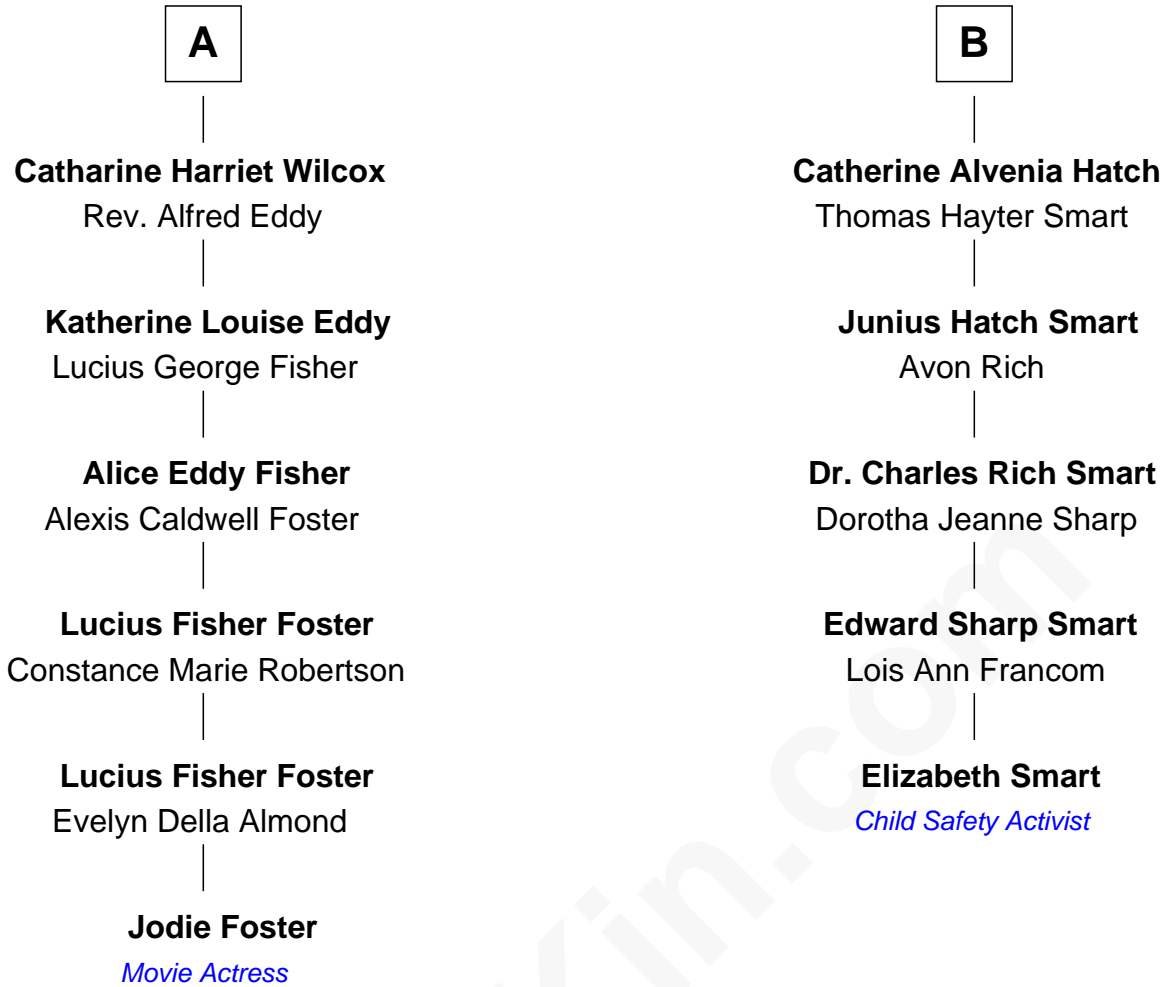 A
Catharine Harriet Wilcox
Rev. Alfred Eddy
Katherine Louise Eddy
Lucius George Fisher
Alice Eddy Fisher
Alexis Caldwell Foster
Lucius Fisher Foster
Constance Marie Robertson
Lucius Fisher Foster
Evelyn Della Almond
Jodie Foster
Movie Actress
B
Catherine Alvenia Hatch
Thomas Hayter Smart
Junius Hatch Smart
Avon Rich
Dr. Charles Rich Smart
Dorotha Jeanne Sharp
Edward Sharp Smart
Lois Ann Francom
Elizabeth Smart
Child Safety Activist
Kin.com